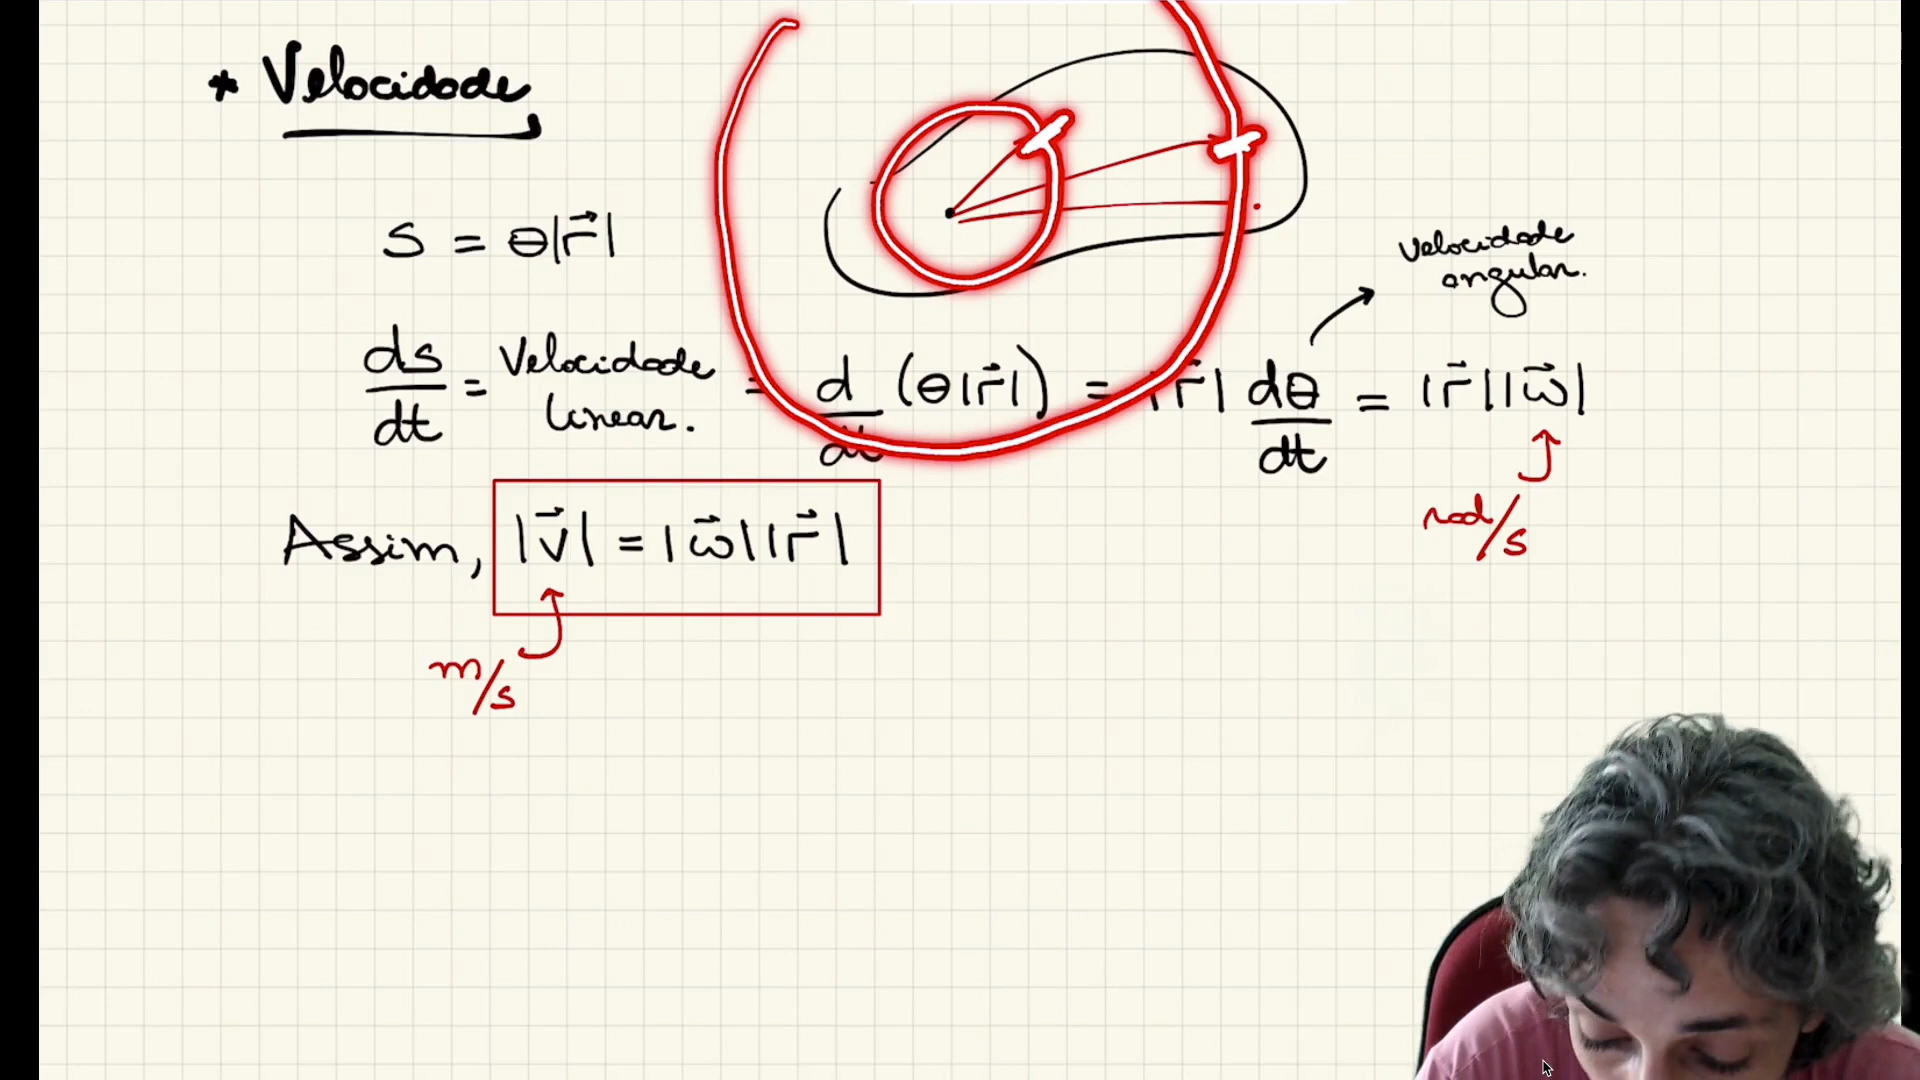 * Velocidade
s = θ|r⃗|
velocidade
angular.
ds/dt = Velocidade linear. = d/dt (θ|r⃗|) = |r⃗| dθ/dt = |r⃗||ω⃗|
rad/s
Assim, |v⃗| = |ω⃗||r⃗|
m/s